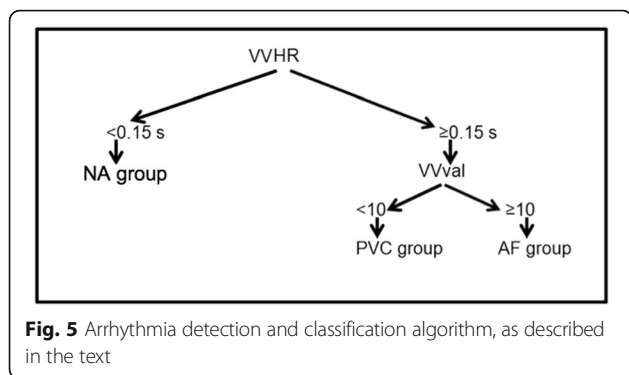 VVHR
<0.15 s
≥0.15 s
NA group
VVval
<10
≥10
PVC group
AF group
Fig. 5 Arrhythmia detection and classification algorithm, as described
in the text